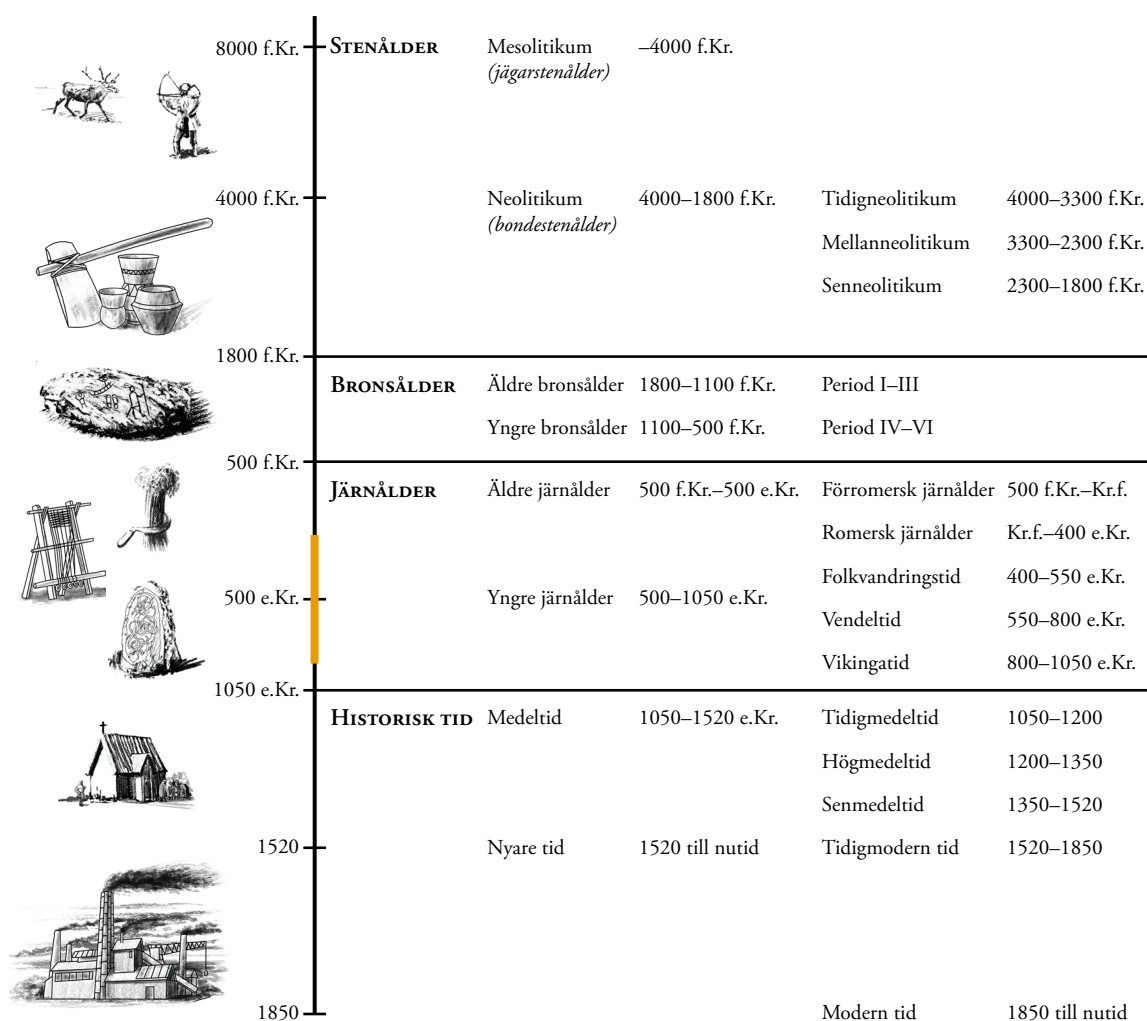 8000 f.Kr. STENÅLDER Mesolitikum –4000 f.Kr.
(jägarstenålder)
4000 f.Kr. Neolitikum 4000–1800 f.Kr. Tidigneolitikum 4000–3300 f.Kr.
(bondestenålder)
Mellanneolitikum 3300–2300 f.Kr.
Senneolitikum 2300–1800 f.Kr.
1800 f.Kr.
BRONSÅLDER Äldre bronsålder 1800–1100 f.Kr. Period I–III
Yngre bronsålder 1100–500 f.Kr. Period IV–VI
500 f.Kr.
JÄRNÅLDER Äldre järnålder 500 f.Kr.–500 e.Kr. Förromersk järnålder 500 f.Kr.–Kr.f.
Romersk järnålder Kr.f.–400 e.Kr.
Folkvandringstid 400–550 e.Kr.
500 e.Kr. Yngre järnålder 500–1050 e.Kr.
Vendeltid 550–800 e.Kr.
Vikingatid 800–1050 e.Kr.
1050 e.Kr.
HISTORISK TID Medeltid 1050–1520 e.Kr. Tidigmedeltid 1050–1200
Högmedeltid 1200–1350
Senmedeltid 1350–1520
1520 Nyare tid 1520 till nutid Tidigmodern tid 1520–1850
1850 Modern tid 1850 till nutid